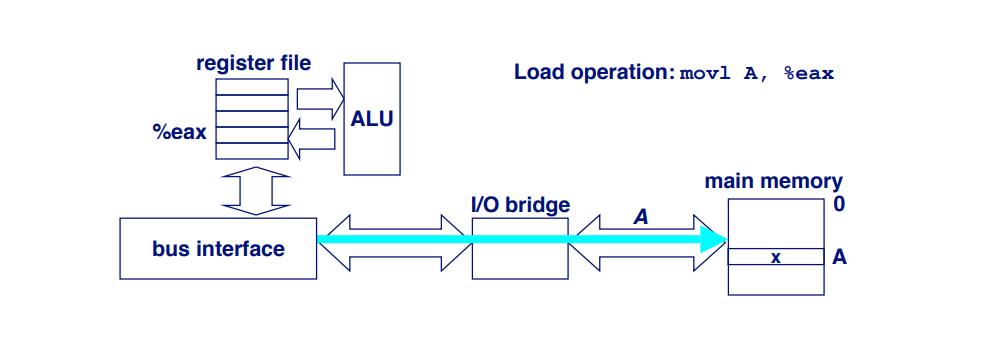 register file
Load operation: movl A, %eax
ALU
%eax
main memory
I/O bridge
A
0
bus interface
x
A